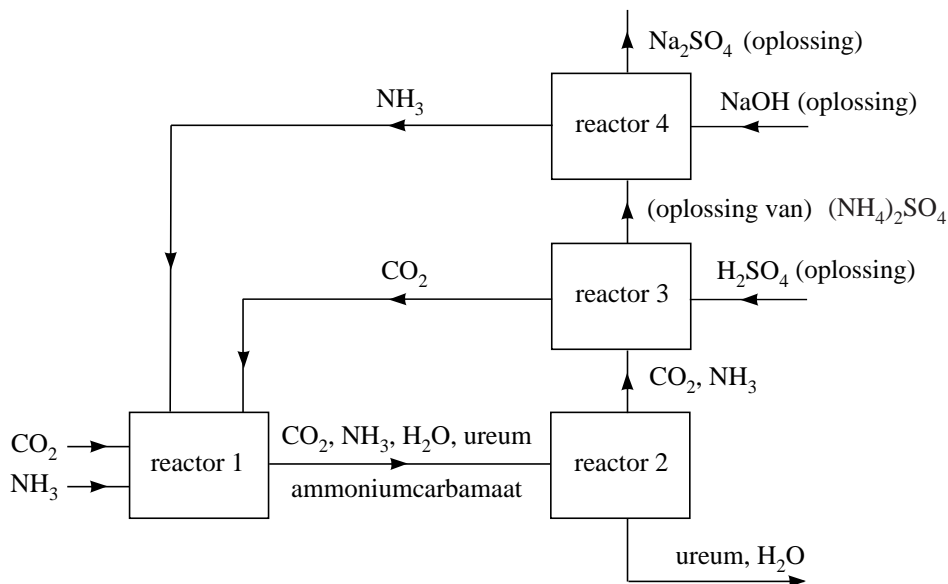 Na₂SO₄ (oplossing)
NH₃
reactor 4
NaOH (oplossing)
(oplossing van) (NH₄)₂SO₄
CO₂
reactor 3
H₂SO₄ (oplossing)
CO₂, NH₃
CO₂
NH₃
reactor 1
CO₂, NH₃, H₂O, ureum
ammoniumcarbamaat
reactor 2
ureum, H₂O